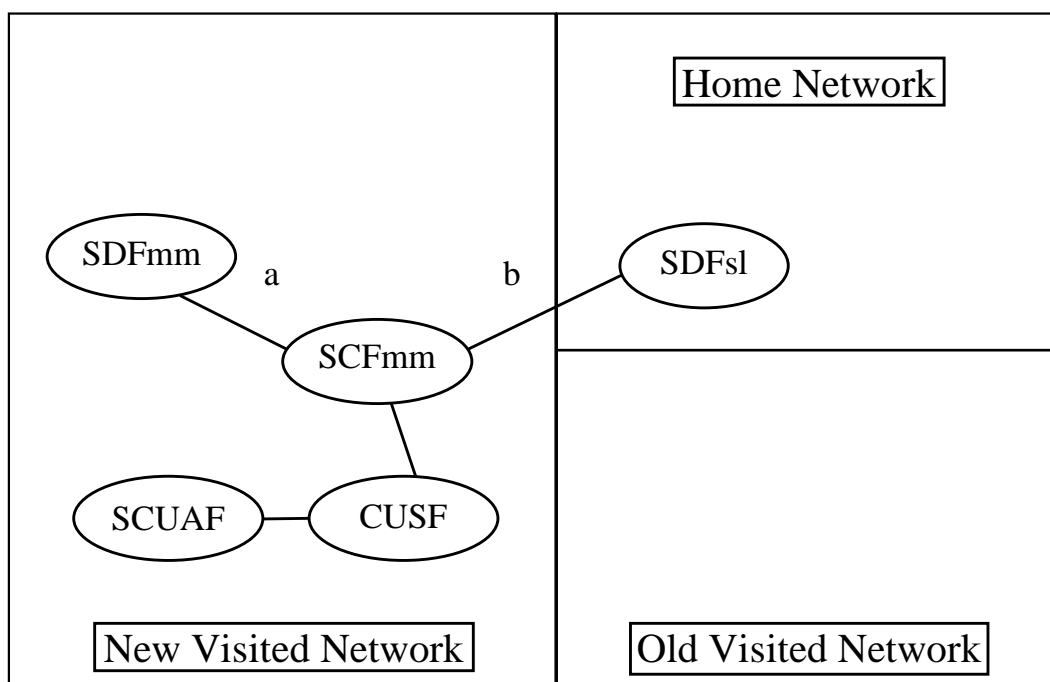 Home Network
SDFmm
a
b
SDFsl
SCFmm
SCUAF
CUSF
New Visited Network
Old Visited Network